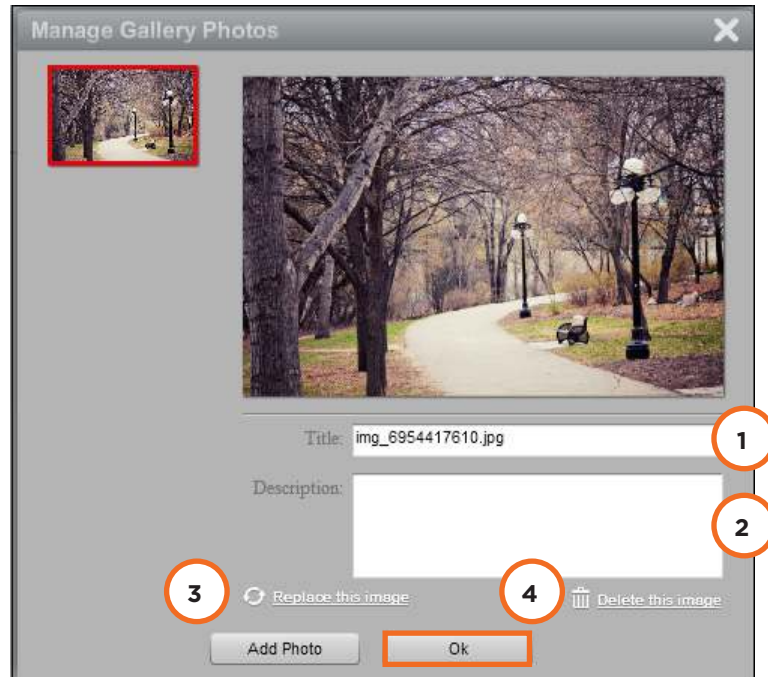 Manage Gallery Photos
Title: img_6954417610.jpg
1
Description:
2
3 Replace this image
4 Delete this image
Add Photo
Ok